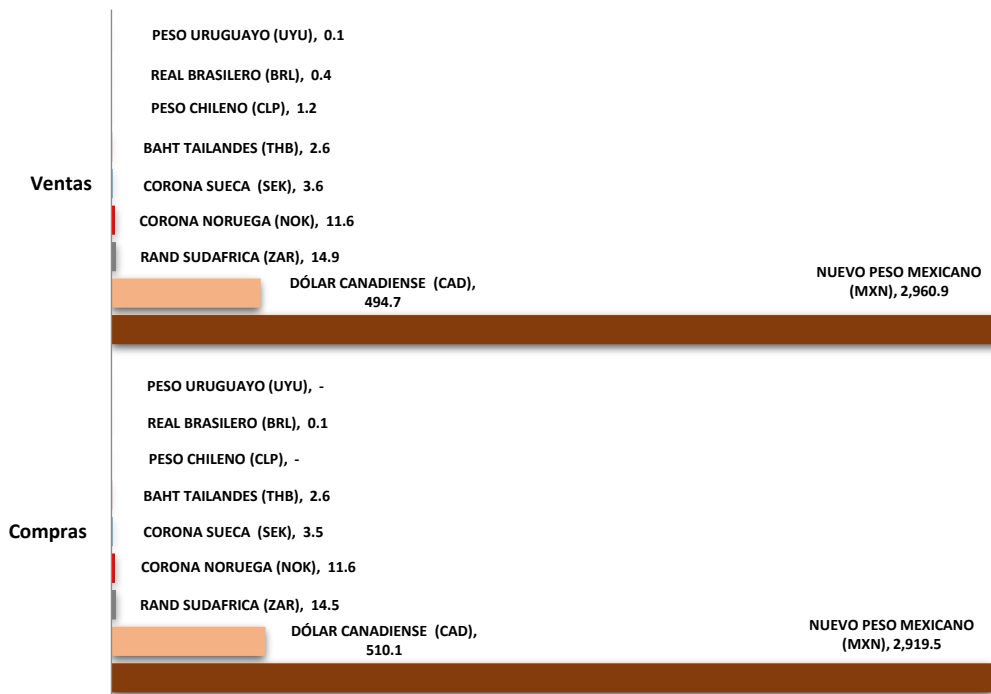 PESO URUGUAYO (UYU), 0.1
REAL BRASILERO (BRL), 0.4
PESO CHILENO (CLP), 1.2
BAHT TAILANDES (THB), 2.6
Ventas
CORONA SUECA (SEK), 3.6
CORONA NORUEGA (NOK), 11.6
RAND SUDAFRICA (ZAR), 14.9
DÓLAR CANADIENSE (CAD),
494.7
NUEVO PESO MEXICANO
(MXN), 2,960.9
PESO URUGUAYO (UYU), -
REAL BRASILERO (BRL), 0.1
PESO CHILENO (CLP), -
BAHT TAILANDES (THB), 2.6
Compras
CORONA SUECA (SEK), 3.5
CORONA NORUEGA (NOK), 11.6
RAND SUDAFRICA (ZAR), 14.5
DÓLAR CANADIENSE (CAD),
510.1
NUEVO PESO MEXICANO
(MXN), 2,919.5